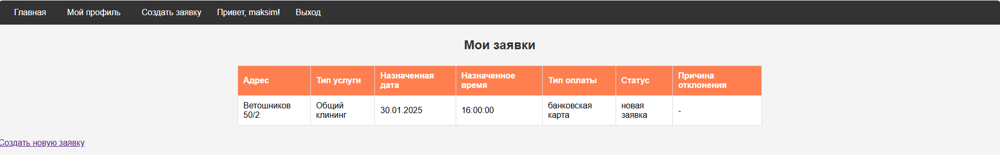 Главная Мой профиль Создать заявку Привет, maksim! Выход
Мои заявки
Адрес Тип услуги Назначенная дата Назначенное время Тип оплаты Статус Причина отклонения
Ветошников 50/2 Общий клининг 30.01.2025 16:00:00 банковская карта новая заявка -
Создать новую заявку